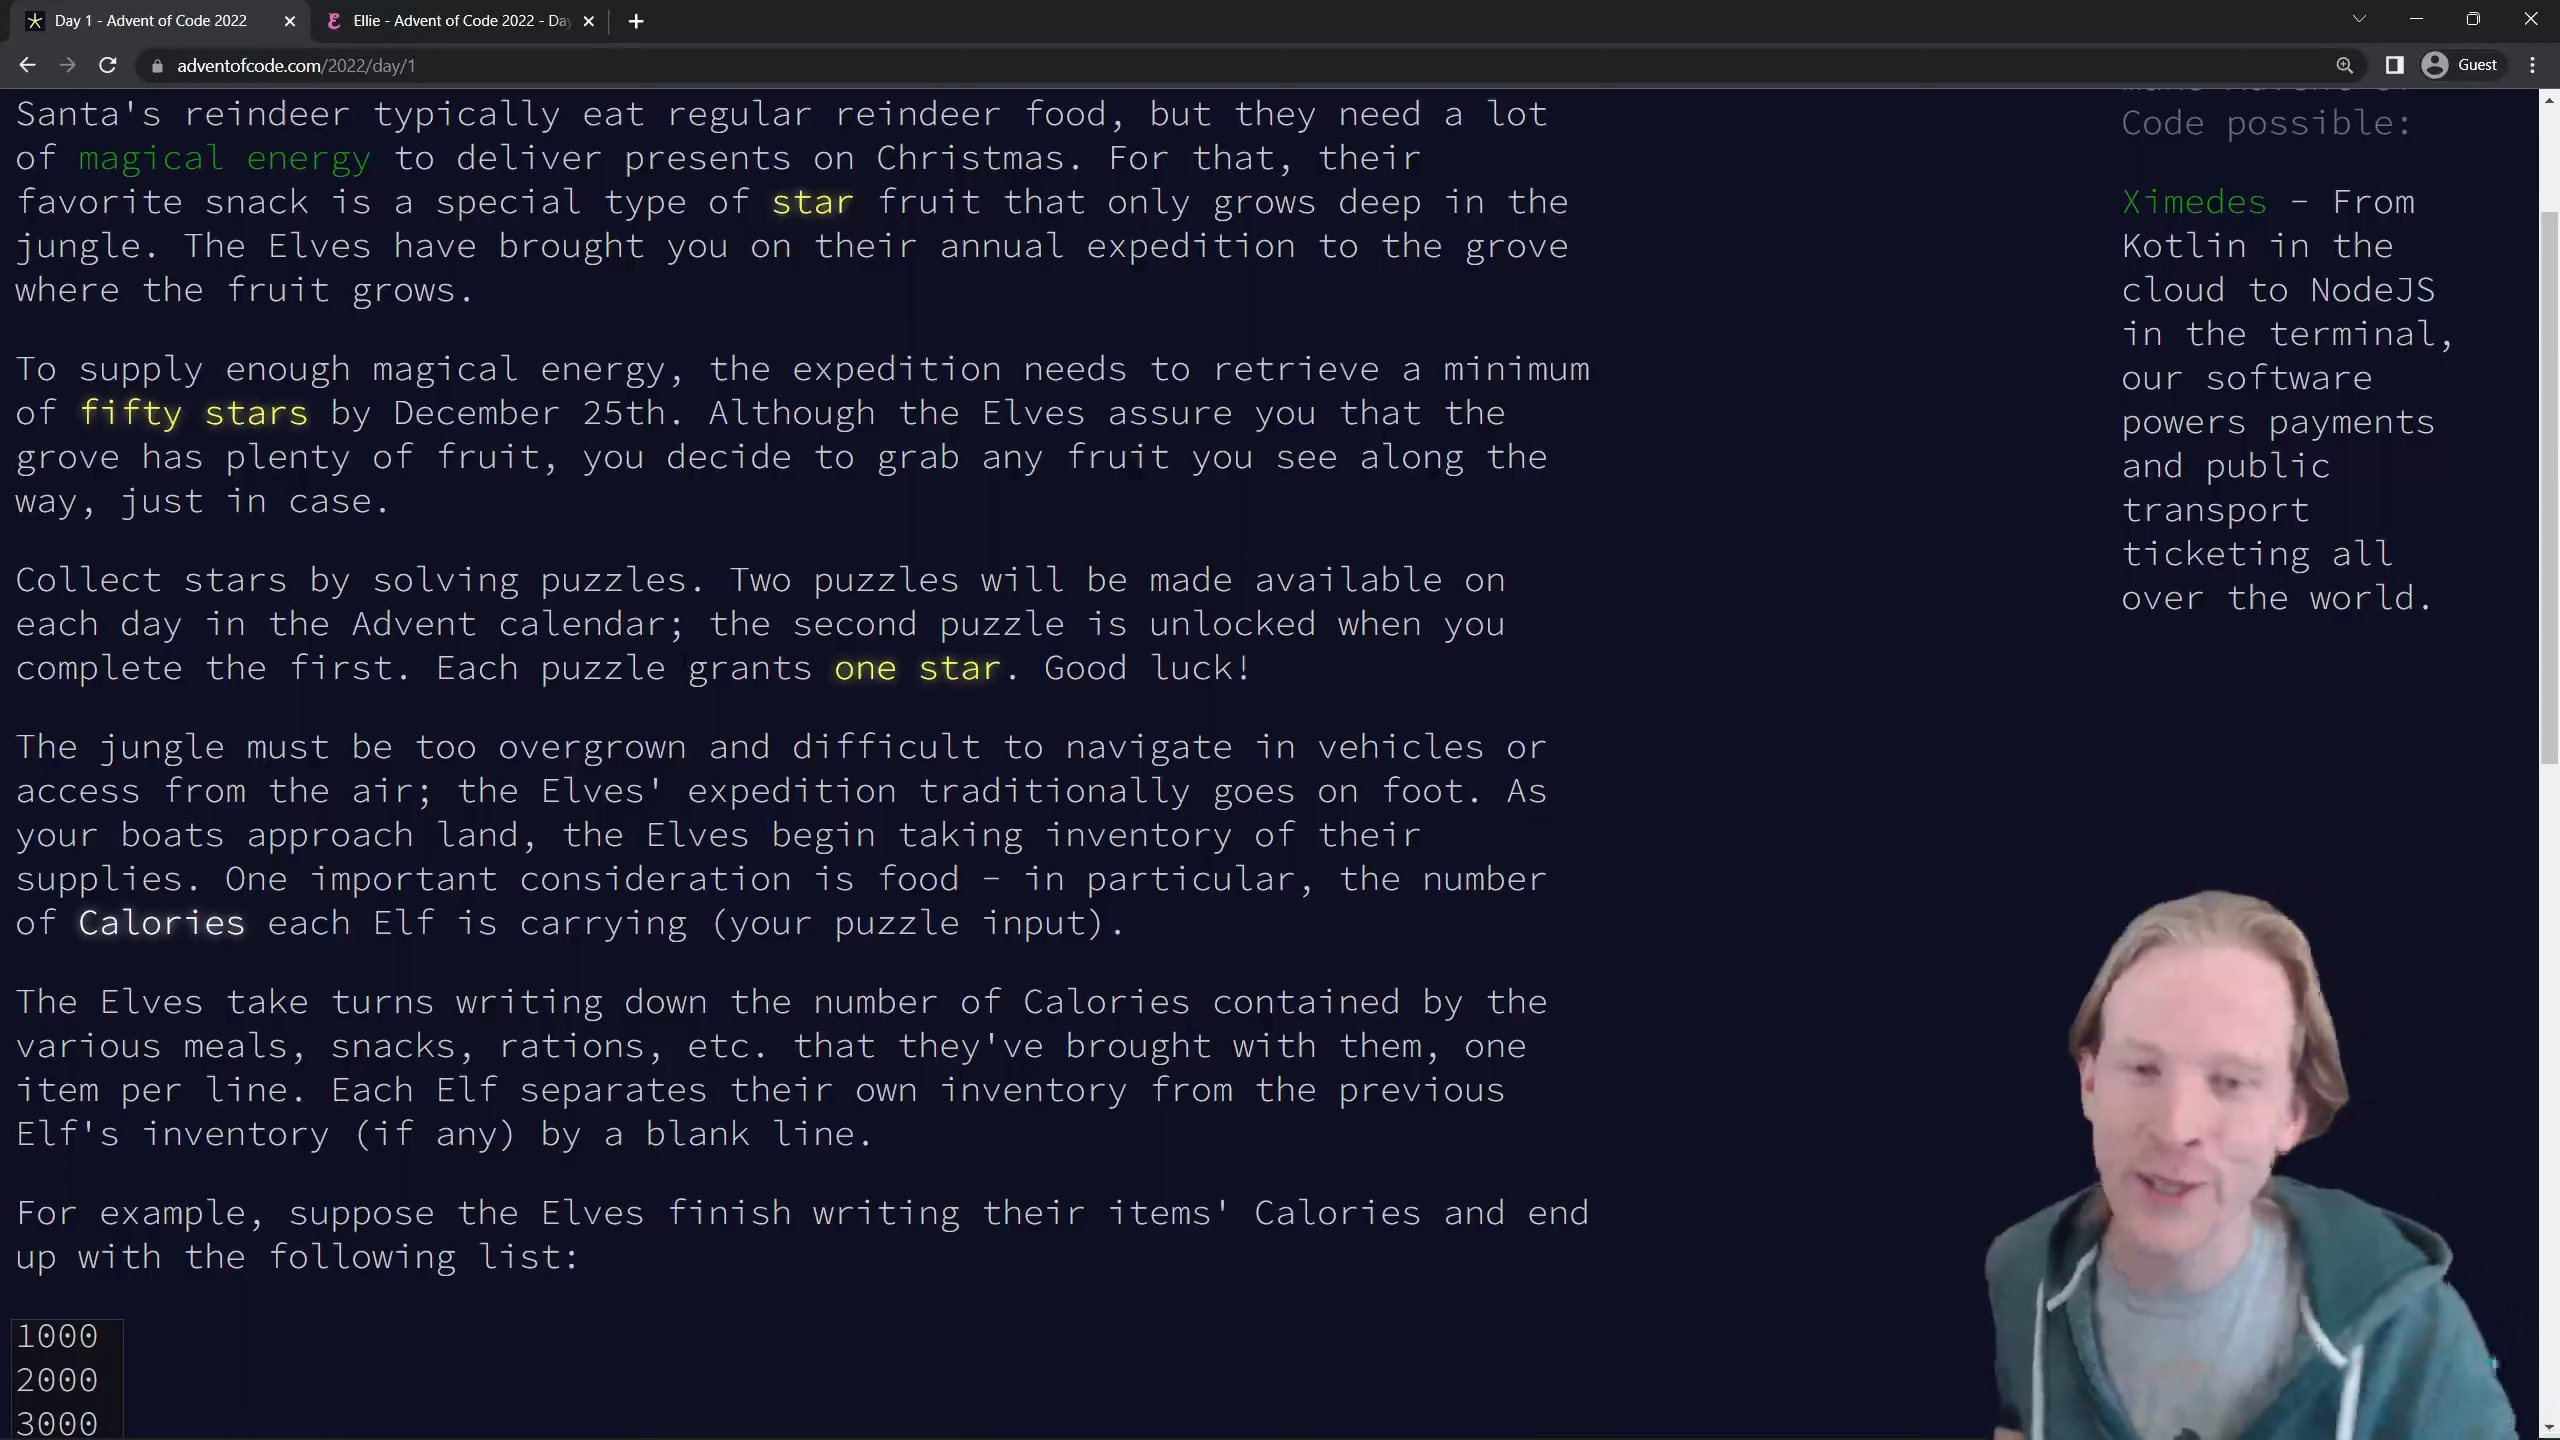 Day 1 - Advent of Code 2022
Ellie - Advent of Code 2022 - Da
adventofcode.com/2022/day/1
Guest
Santa's reindeer typically eat regular reindeer food, but they need a lot
of magical energy to deliver presents on Christmas. For that, their
favorite snack is a special type of star fruit that only grows deep in the
jungle. The Elves have brought you on their annual expedition to the grove
where the fruit grows.
To supply enough magical energy, the expedition needs to retrieve a minimum
of fifty stars by December 25th. Although the Elves assure you that the
grove has plenty of fruit, you decide to grab any fruit you see along the
way, just in case.
Collect stars by solving puzzles. Two puzzles will be made available on
each day in the Advent calendar; the second puzzle is unlocked when you
complete the first. Each puzzle grants one star. Good luck!
The jungle must be too overgrown and difficult to navigate in vehicles or
access from the air; the Elves' expedition traditionally goes on foot. As
your boats approach land, the Elves begin taking inventory of their
supplies. One important consideration is food - in particular, the number
of Calories each Elf is carrying (your puzzle input).
The Elves take turns writing down the number of Calories contained by the
various meals, snacks, rations, etc. that they've brought with them, one
item per line. Each Elf separates their own inventory from the previous
Elf's inventory (if any) by a blank line.
For example, suppose the Elves finish writing their items' Calories and end
up with the following list:
1000
2000
3000
Code possible:
Ximedes - From
Kotlin in the
cloud to NodeJS
in the terminal,
our software
powers payments
and public
transport
ticketing all
over the world.